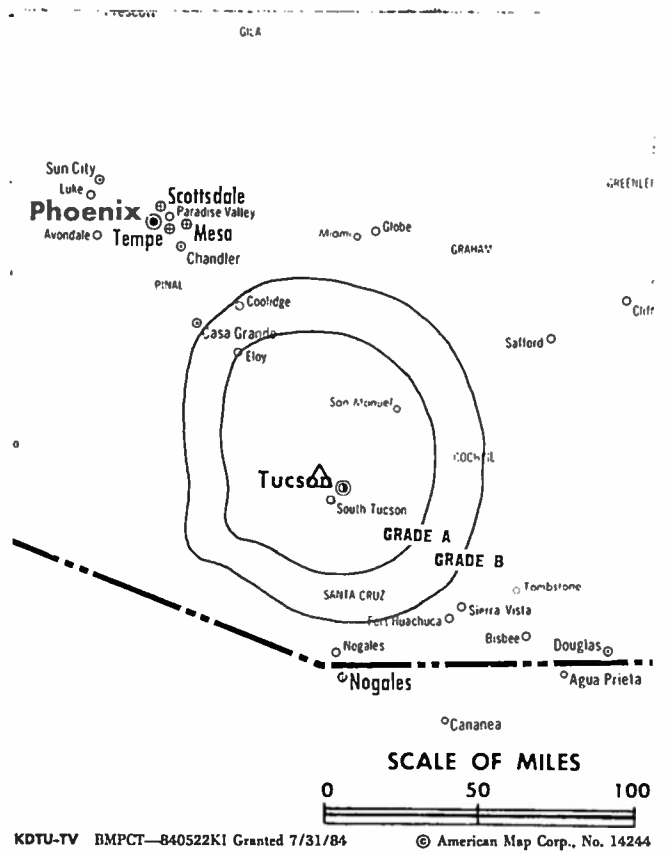 GILA
Sun City
Luke
Scottsdale
Phoenix
Paradise Valley
Avondale
Tempe
Mesa
Chandler
Miami
Globe
GRAHAM
PINAL
Coolidge
Casa Grande
Eloy
Safford
San Manuel
Tucson
South Tucson
GRADE A
GRADE B
SANTA CRUZ
Tombstone
Sierra Vista
Fort Huachuca
Bisbee
Nogales
Douglas
Nogales
Agua Prieta
Cananea
SCALE OF MILES
0 50 100
KDTU-TV BMPCT—840522KI Granted 7/31/84 © American Map Corp., No. 14244